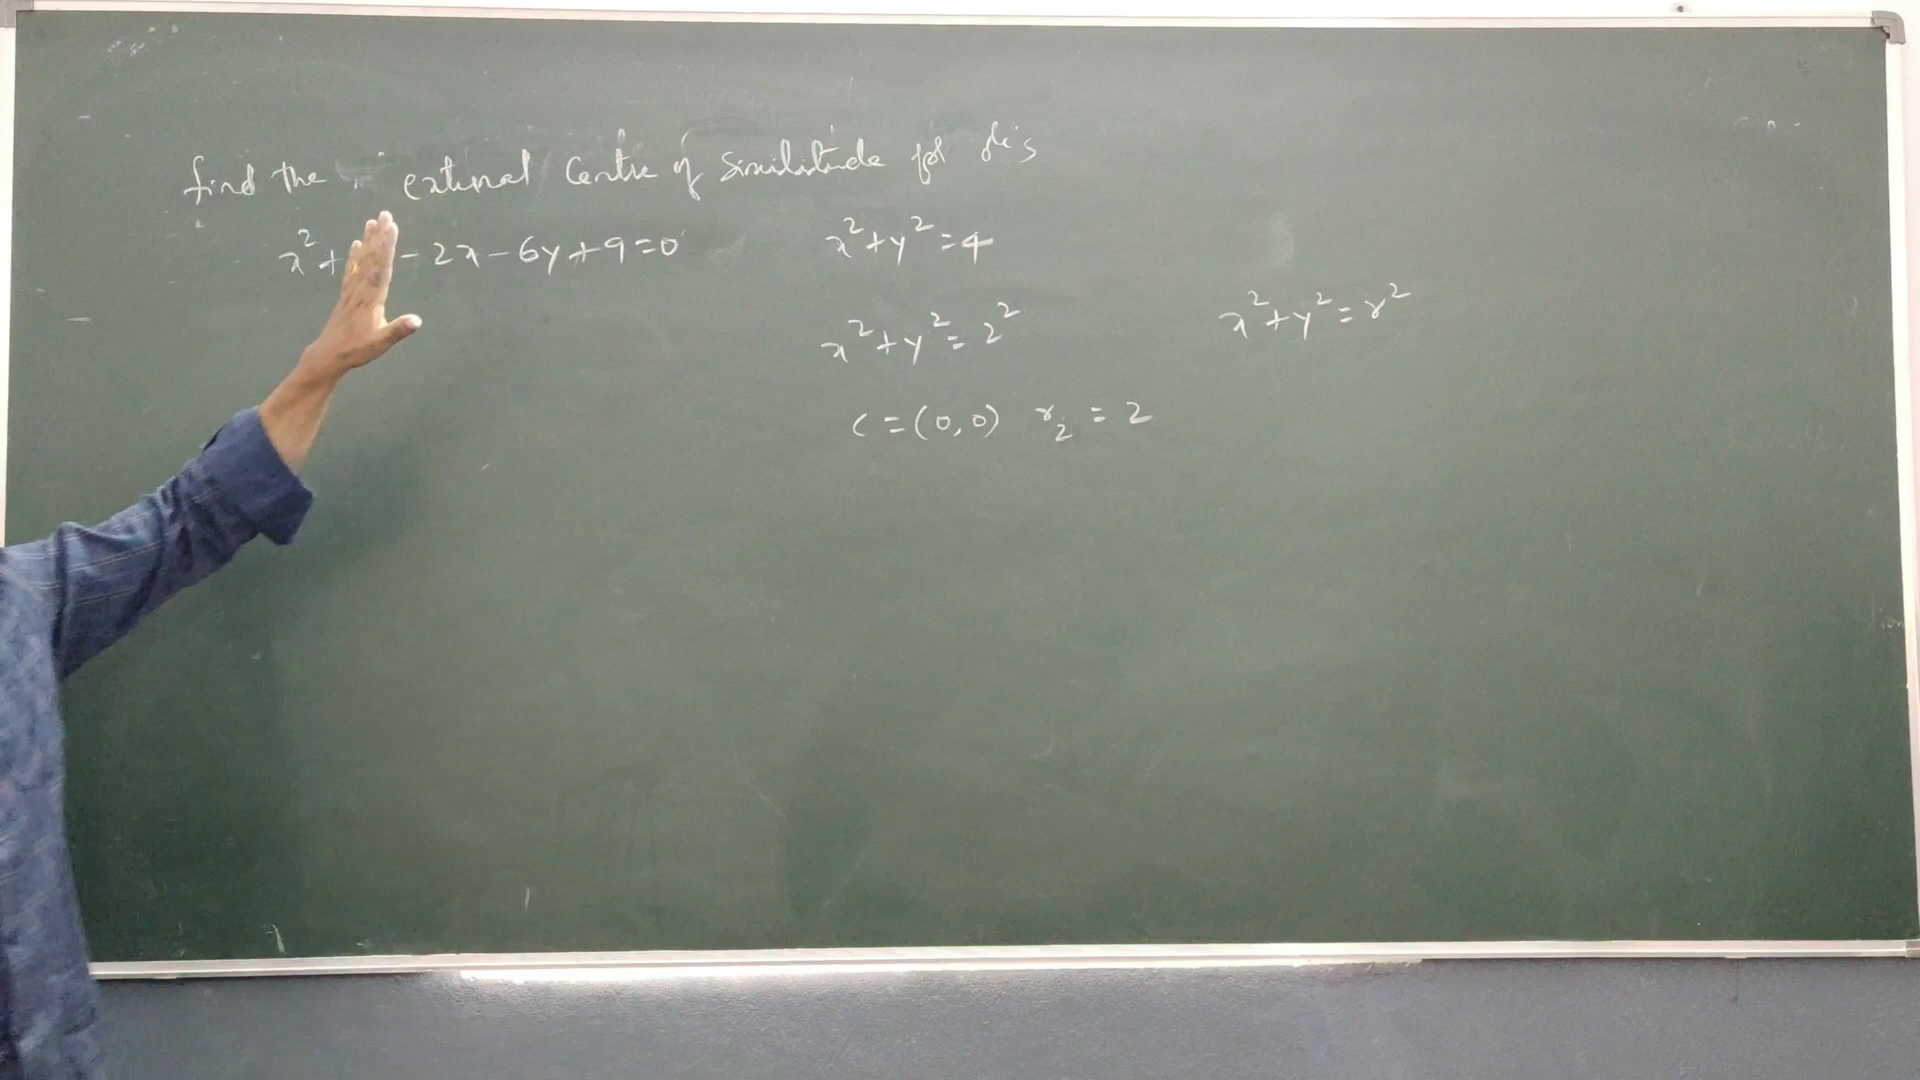 find the external Centre of Similitude for
x² + - 2x - 6y + 9 = 0 x² + y² = 4
x² + y² = 2² x² + y² = r²
C = (0,0) r₂ = 2